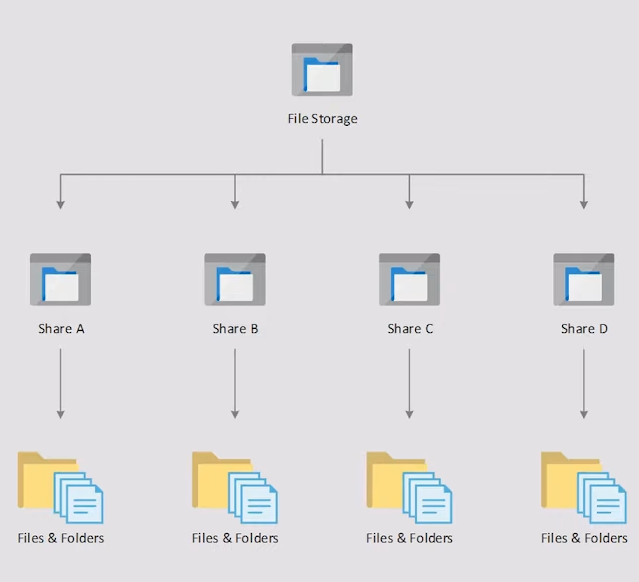 File Storage
Share A
Share B
Share C
Share D
Files & Folders
Files & Folders
Files & Folders
Files & Folders